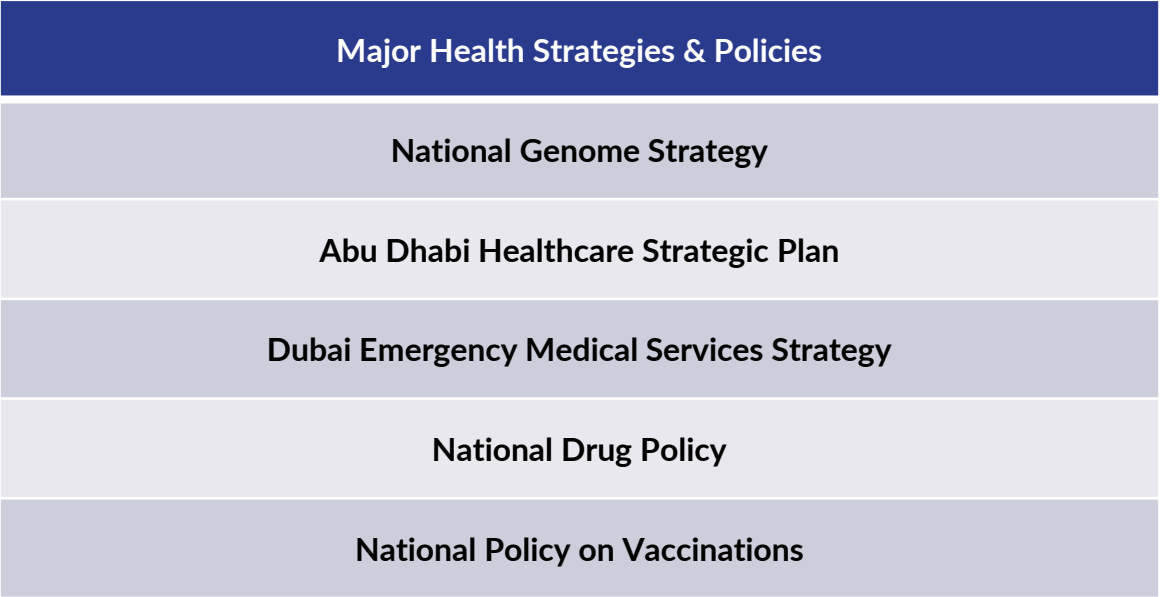 Major Health Strategies & Policies
National Genome Strategy
Abu Dhabi Healthcare Strategic Plan
Dubai Emergency Medical Services Strategy
National Drug Policy
National Policy on Vaccinations